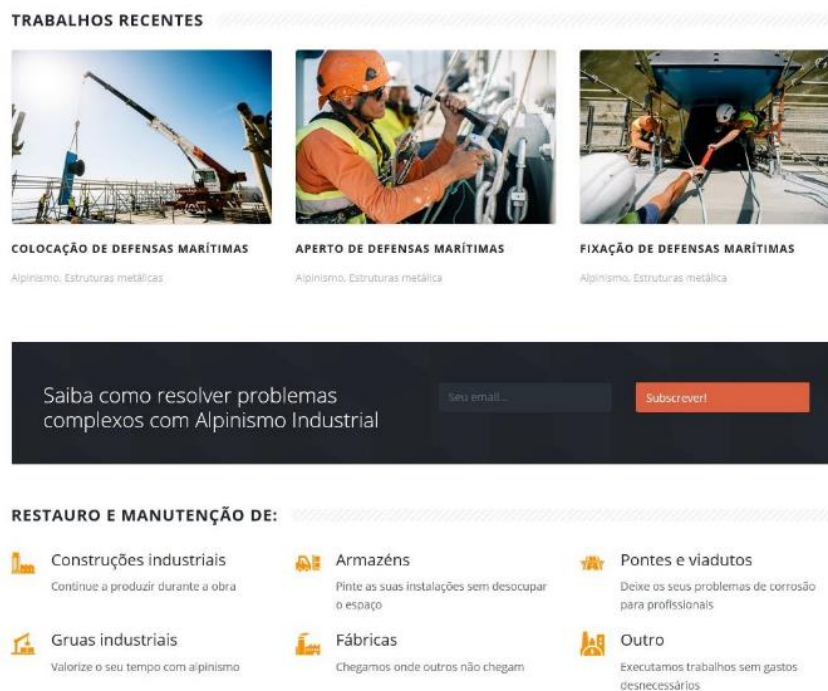 TRABALHOS RECENTES
COLOCAÇÃO DE DEFENSAS MARÍTIMAS
Alpinismo, Estruturas metálicas
APERTO DE DEFENSAS MARÍTIMAS
Alpinismo, Estruturas metálica
FIXAÇÃO DE DEFENSAS MARÍTIMAS
Alpinismo, Estruturas metálica
Saiba como resolver problemas
complexos com Alpinismo Industrial
Seu email...
Subscrever!
RESTAURO E MANUTENÇÃO DE:
Construções industriais
Continue a produzir durante a obra
Armazéns
Pinte as suas instalações sem desocupar
o espaço
Pontes e viadutos
Deixe os seus problemas de corrosão
para profissionais
Gruas industriais
Valorize o seu tempo com alpinismo
Fábricas
Chegamos onde outros não chegam
Outro
Executamos trabalhos sem gastos
desnecessários